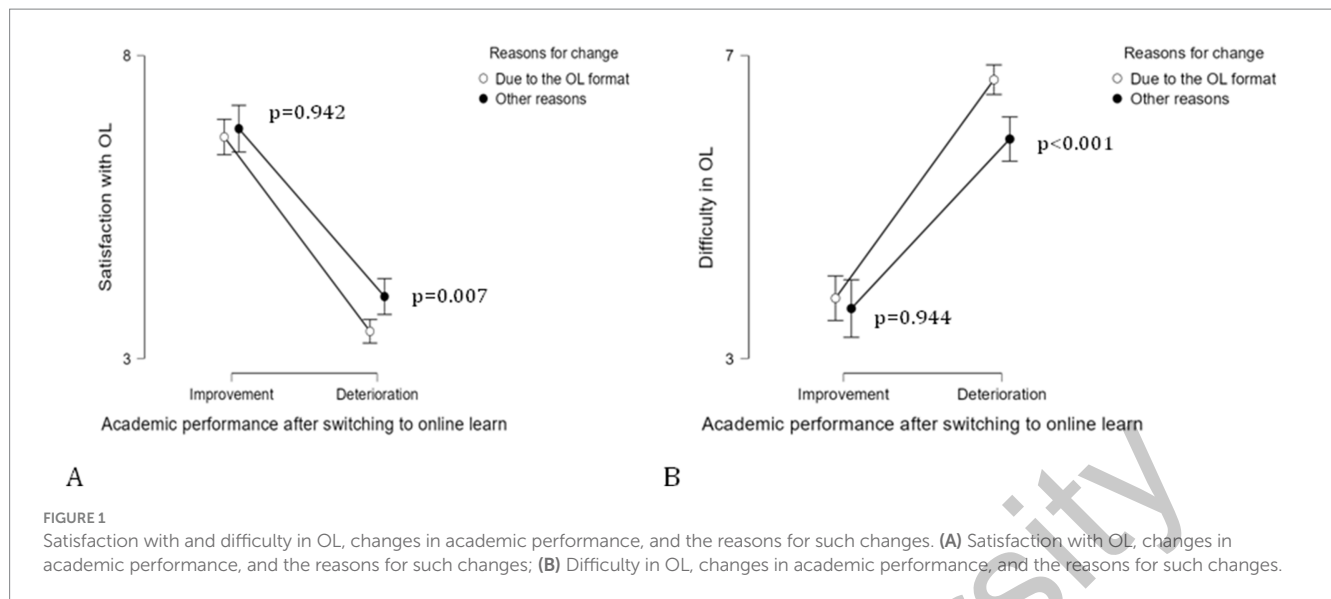 8
Satisfaction with OL
3
Reasons for change
Due to the OL format
Other reasons
p=0.942
p=0.007
Improvement
Deterioration
Academic performance after switching to online learn
A
7
Difficulty in OL
3
Reasons for change
Due to the OL format
Other reasons
p<0.001
p=0.944
Improvement
Deterioration
Academic performance after switching to online learn
B
FIGURE 1
Satisfaction with and difficulty in OL, changes in academic performance, and the reasons for such changes. (A) Satisfaction with OL, changes in
academic performance, and the reasons for such changes; (B) Difficulty in OL, changes in academic performance, and the reasons for such changes.